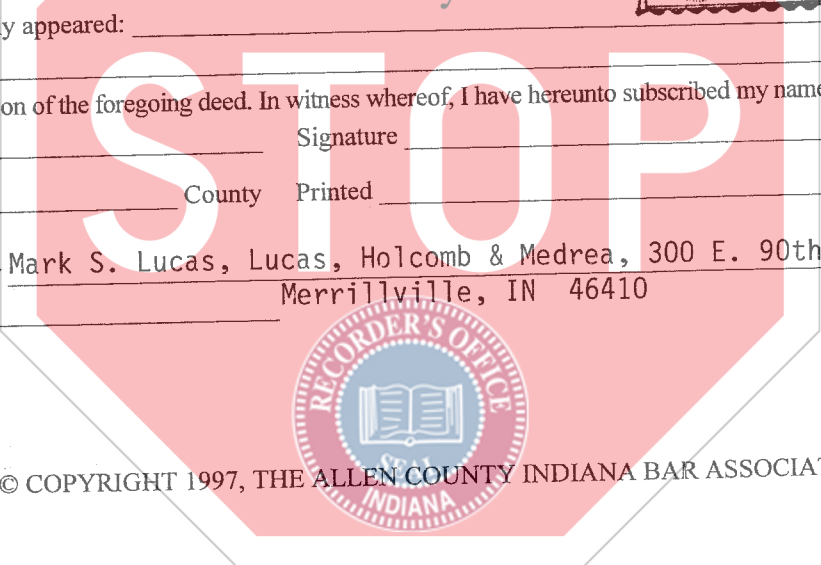 y appeared:
STOP
on of the foregoing deed. In witness whereof, I have hereunto subscribed my name
Signature
County Printed
Mark S. Lucas, Lucas, Holcomb & Medrea, 300 E. 90th
Merrillville, IN 46410
RECORDER'S OFFICE
SEAL
INDIANA
© COPYRIGHT 1997, THE ALLEN COUNTY INDIANA BAR ASSOCIA